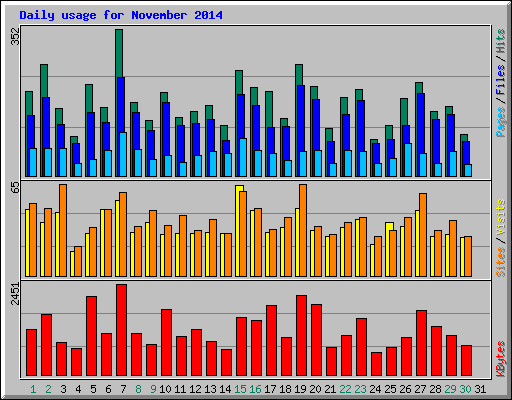 Daily usage for November 2014
352
Pages / Files / Hits
65
Sites / Visits
2451
KBytes
1 2 3 4 5 6 7 8 9 10 11 12 13 14 15 16 17 18 19 20 21 22 23 24 25 26 27 28 29 30 31